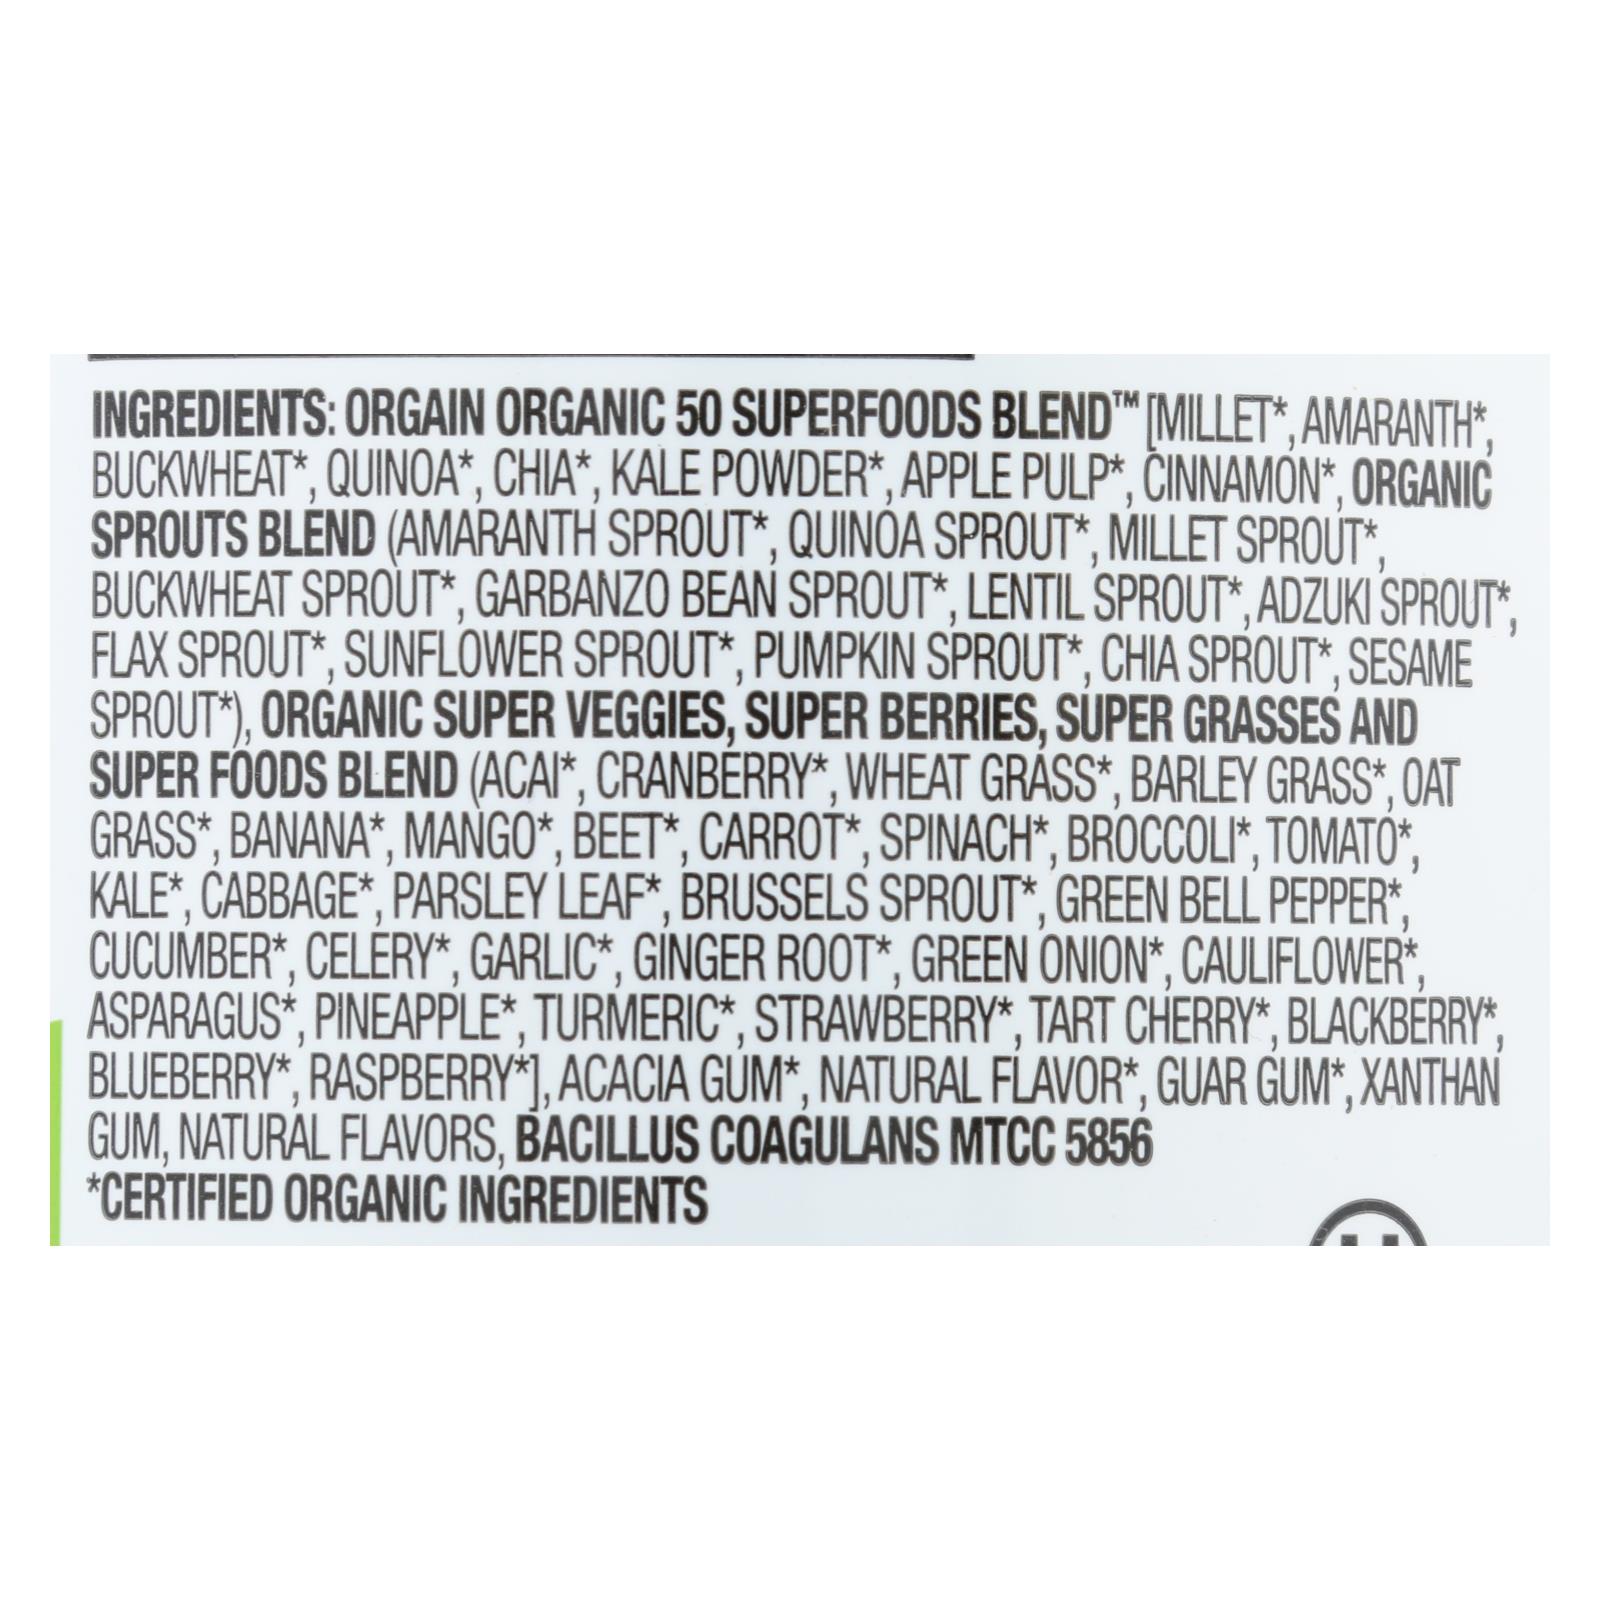 INGREDIENTS: ORGAIN ORGANIC 50 SUPERFOODS BLEND™ [MILLET*, AMARANTH*,
BUCKWHEAT*, QUINOA*, CHIA*, KALE POWDER*, APPLE PULP*, CINNAMON*, ORGANIC
SPROUTS BLEND (AMARANTH SPROUT*, QUINOA SPROUT*, MILLET SPROUT*,
BUCKWHEAT SPROUT*, GARBANZO BEAN SPROUT*, LENTIL SPROUT*, ADZUKI SPROUT*,
FLAX SPROUT*, SUNFLOWER SPROUT*, PUMPKIN SPROUT*, CHIA SPROUT*, SESAME
SPROUT*), ORGANIC SUPER VEGGIES, SUPER BERRIES, SUPER GRASSES AND
SUPER FOODS BLEND (ACAI*, CRANBERRY*, WHEAT GRASS*, BARLEY GRASS*, OAT
GRASS*, BANANA*, MANGO*, BEET*, CARROT*, SPINACH*, BROCCOLI*, TOMATO*,
KALE*, CABBAGE*, PARSLEY LEAF*, BRUSSELS SPROUT*, GREEN BELL PEPPER*,
CUCUMBER*, CELERY*, GARLIC*, GINGER ROOT*, GREEN ONION*, CAULIFLOWER*,
ASPARAGUS*, PINEAPPLE*, TURMERIC*, STRAWBERRY*, TART CHERRY*, BLACKBERRY*,
BLUEBERRY*, RASPBERRY*], ACACIA GUM*, NATURAL FLAVOR*, GUAR GUM*, XANTHAN
GUM, NATURAL FLAVORS, BACILLUS COAGULANS MTCC 5856
*CERTIFIED ORGANIC INGREDIENTS